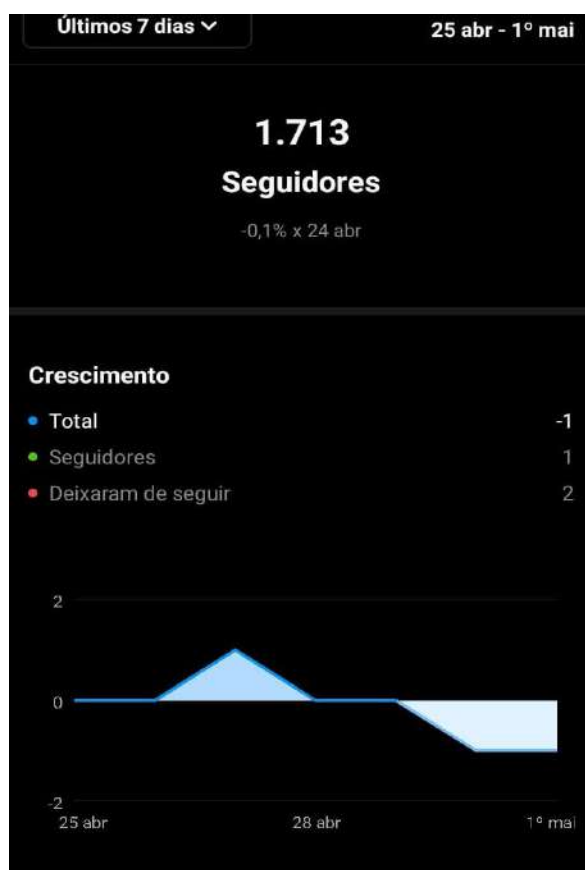 Últimos 7 dias
25 abr - 1º mai
1.713
Seguidores
-0,1% x 24 abr
Crescimento
Total -1
Seguidores 1
Deixaram de seguir 2
2
0
-2
25 abr 28 abr 1º mai